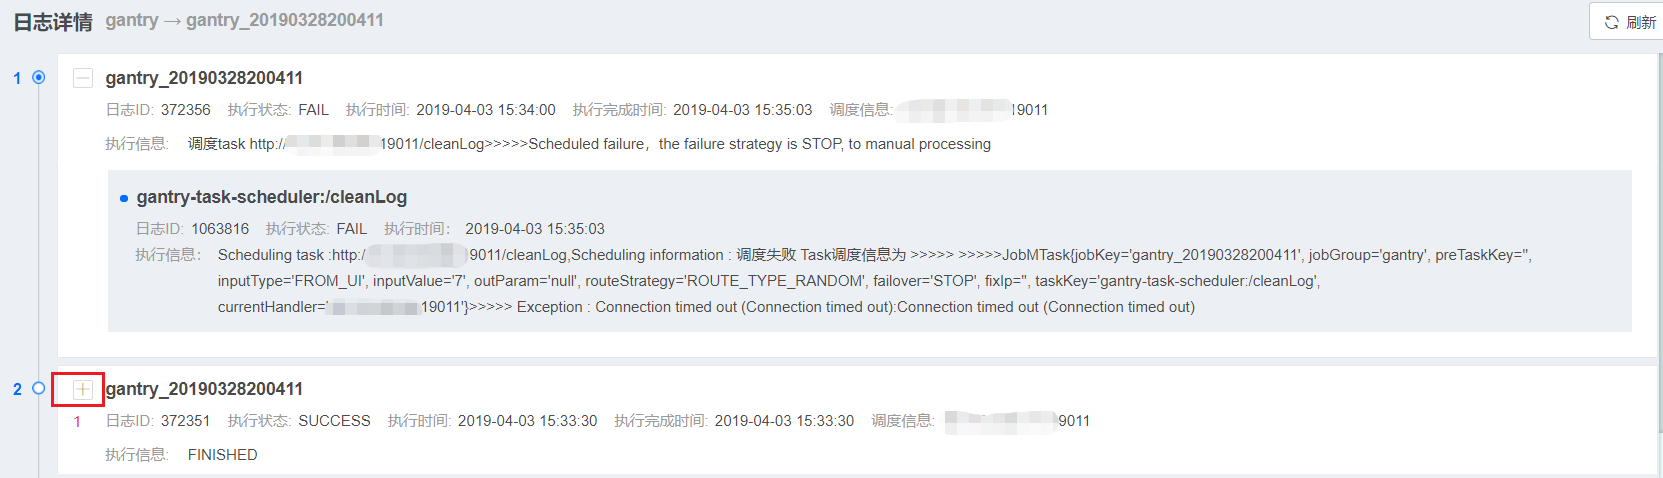 日志详情 gantry → gantry_20190328200411
刷新
1 gantry_20190328200411
日志ID: 372356 执行状态: FAIL 执行时间: 2019-04-03 15:34:00 执行完成时间: 2019-04-03 15:35:03 调度信息: 19011
执行信息: 调度task http:// 19011/cleanLog>>>>>Scheduled failure，the failure strategy is STOP, to manual processing
gantry-task-scheduler:/cleanLog
日志ID: 1063816 执行状态: FAIL 执行时间： 2019-04-03 15:35:03
执行信息： Scheduling task :http:/ 9011/cleanLog,Scheduling information : 调度失败 Task调度信息为 >>>>> >>>>>JobMTask{jobKey='gantry_20190328200411', jobGroup='gantry', preTaskKey='',
inputType='FROM_UI', inputValue='7', outParam='null', routeStrategy='ROUTE_TYPE_RANDOM', failover='STOP', fixIp='', taskKey='gantry-task-scheduler:/cleanLog',
currentHandler=' 19011'}>>>>> Exception : Connection timed out (Connection timed out):Connection timed out (Connection timed out)
2 gantry_20190328200411
1 日志ID: 372351 执行状态: SUCCESS 执行时间: 2019-04-03 15:33:30 执行完成时间: 2019-04-03 15:33:30 调度信息: 9011
执行信息: FINISHED